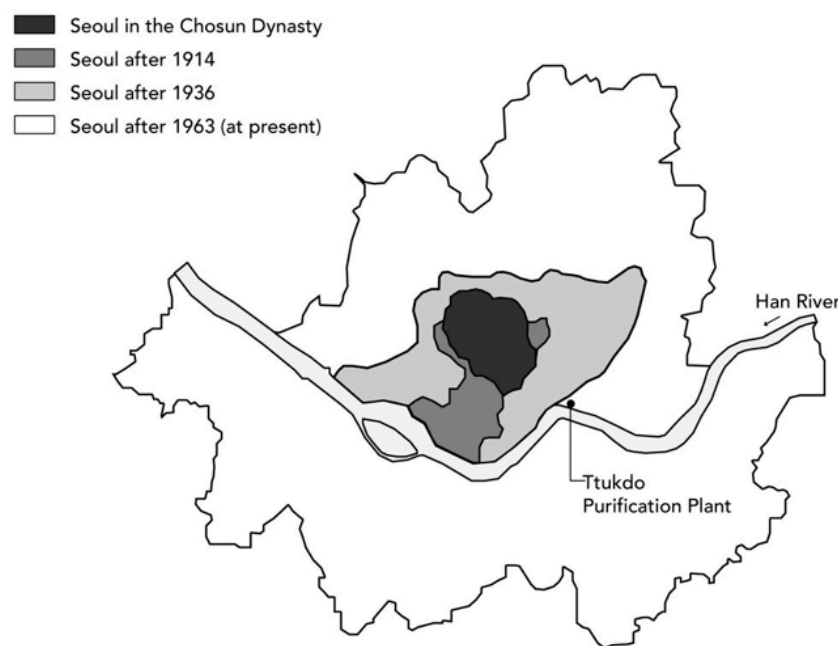 Seoul in the Chosun Dynasty
Seoul after 1914
Seoul after 1936
Seoul after 1963 (at present)
Han River
Ttukdo
Purification Plant